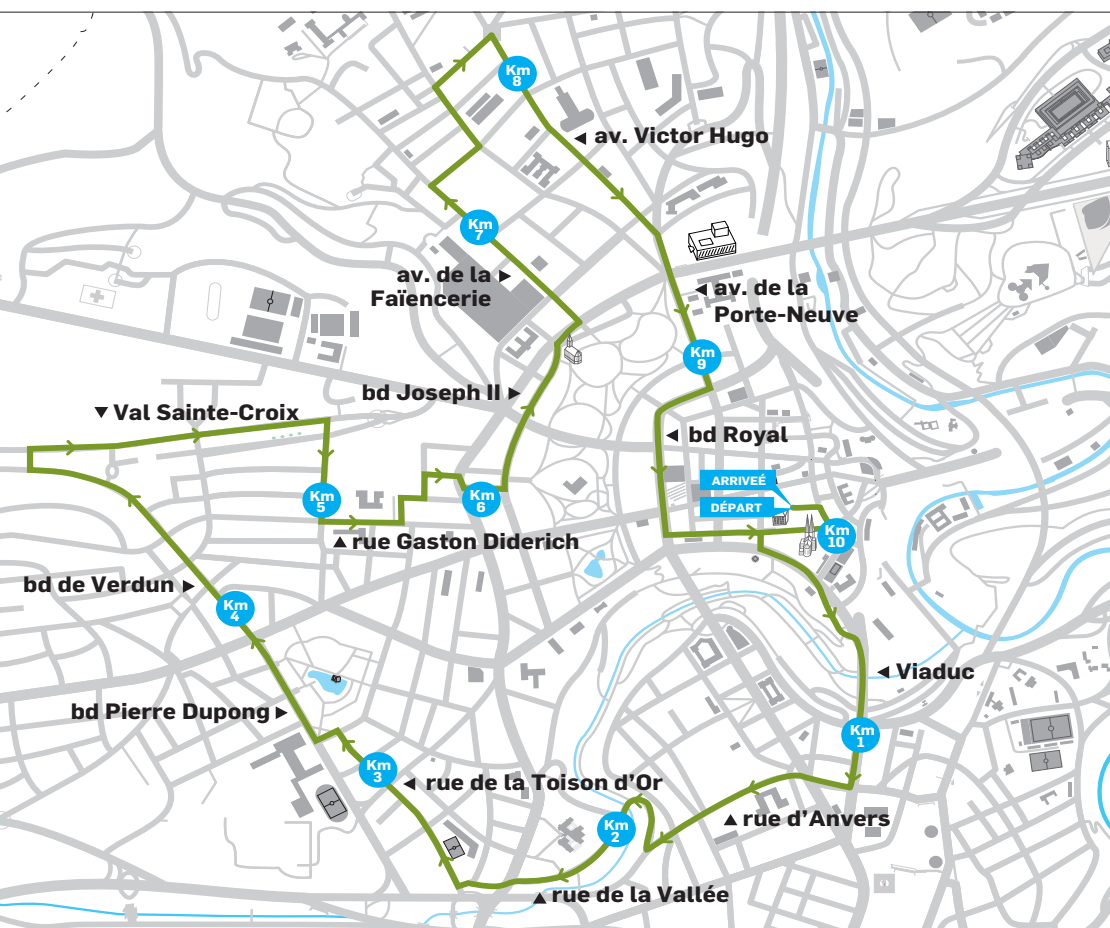 Km
8
◄ av. Victor Hugo
Km
7
av. de la ►
Faïencerie
◄ av. de la
Porte-Neuve
Km
9
bd Joseph II ►
▼ Val Sainte-Croix
◄ bd Royal
ARRIVEÉ
DÉPART
Km
5
Km
6
Km
10
▲ rue Gaston Diderich
bd de Verdun ►
Km
4
◄ Viaduc
bd Pierre Dupong ►
Km
1
Km
3
◄ rue de la Toison d’Or
Km
2
▲ rue d’Anvers
▲ rue de la Vallée